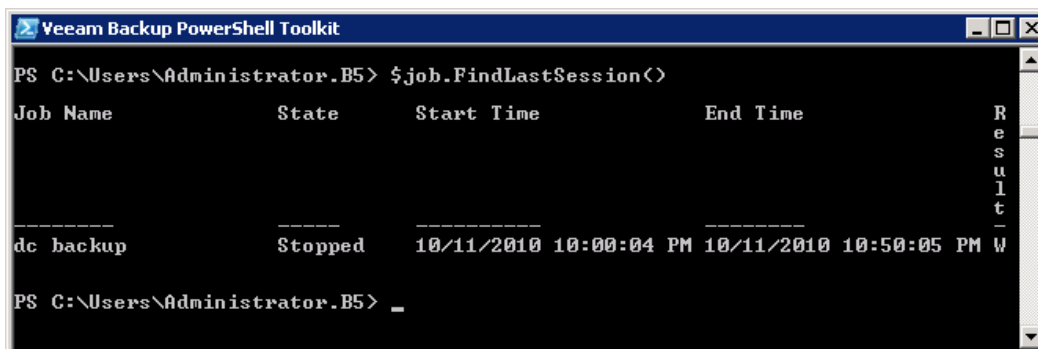 Veeam Backup PowerShell Toolkit
PS C:\Users\Administrator.B5> $job.FindLastSession()
Job Name State Start Time End Time R
e
s
u
l
t
-------- ----- ---------- -------- -
dc backup Stopped 10/11/2010 10:00:04 PM 10/11/2010 10:50:05 PM W
PS C:\Users\Administrator.B5> _